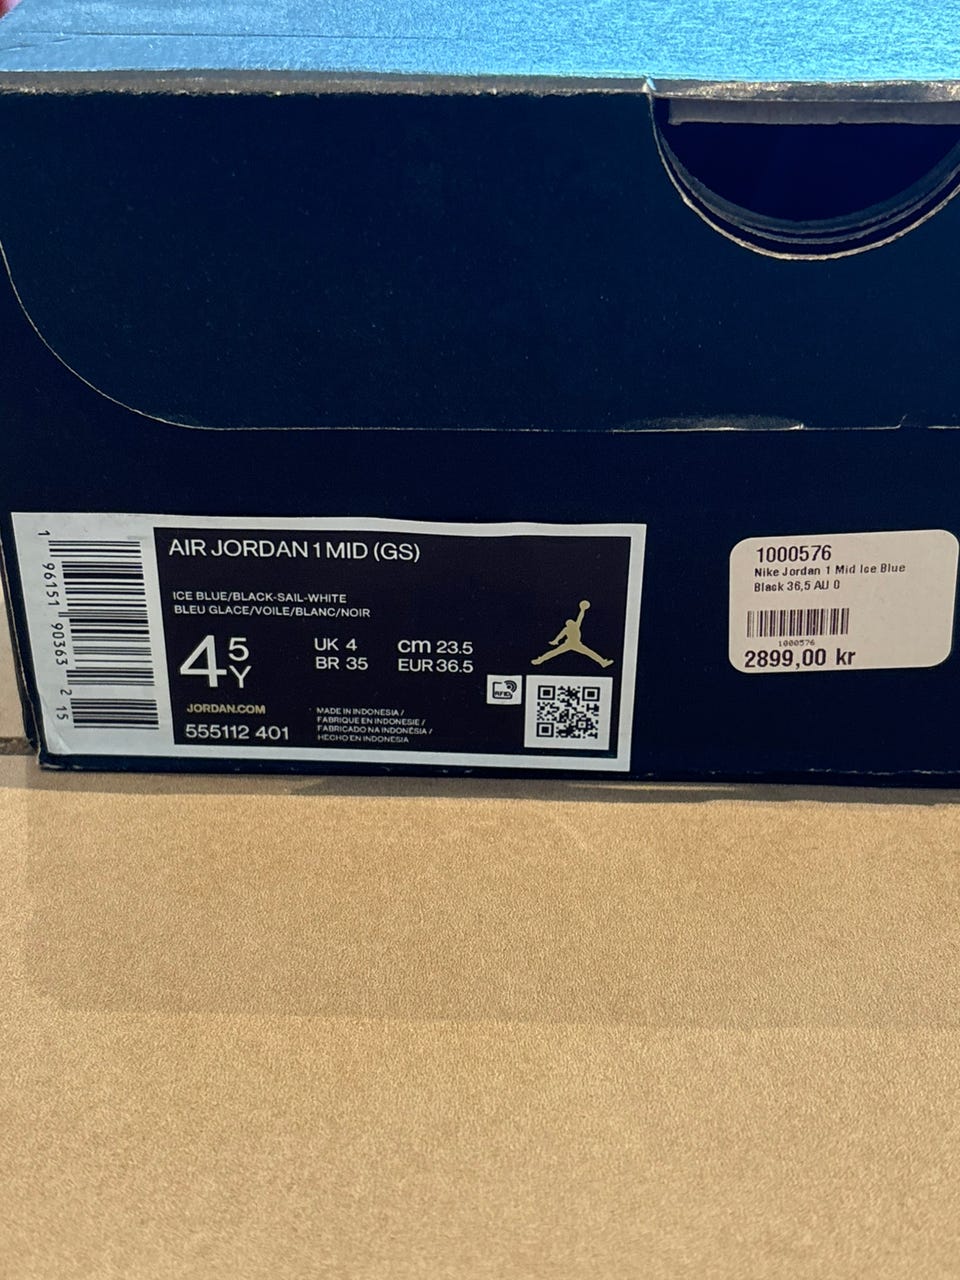 AIR JORDAN 1 MID (GS)
ICE BLUE/BLACK-SAIL-WHITE
BLEU GLACE/VOILE/BLANC/NOIR
4 5Y
UK 4
BR 35
cm 23.5
EUR 36.5
RFID
JORDAN.COM
555112 401
MADE IN INDONESIA /
FABRIQUE EN INDONESIE /
FABRICADO NA INDONÉSIA /
HECHO EN INDONESIA
1 96151 90363 2 15
1000576
Nike Jordan 1 Mid Ice Blue
Black 36,5 AU 0
1000576
2899,00 kr